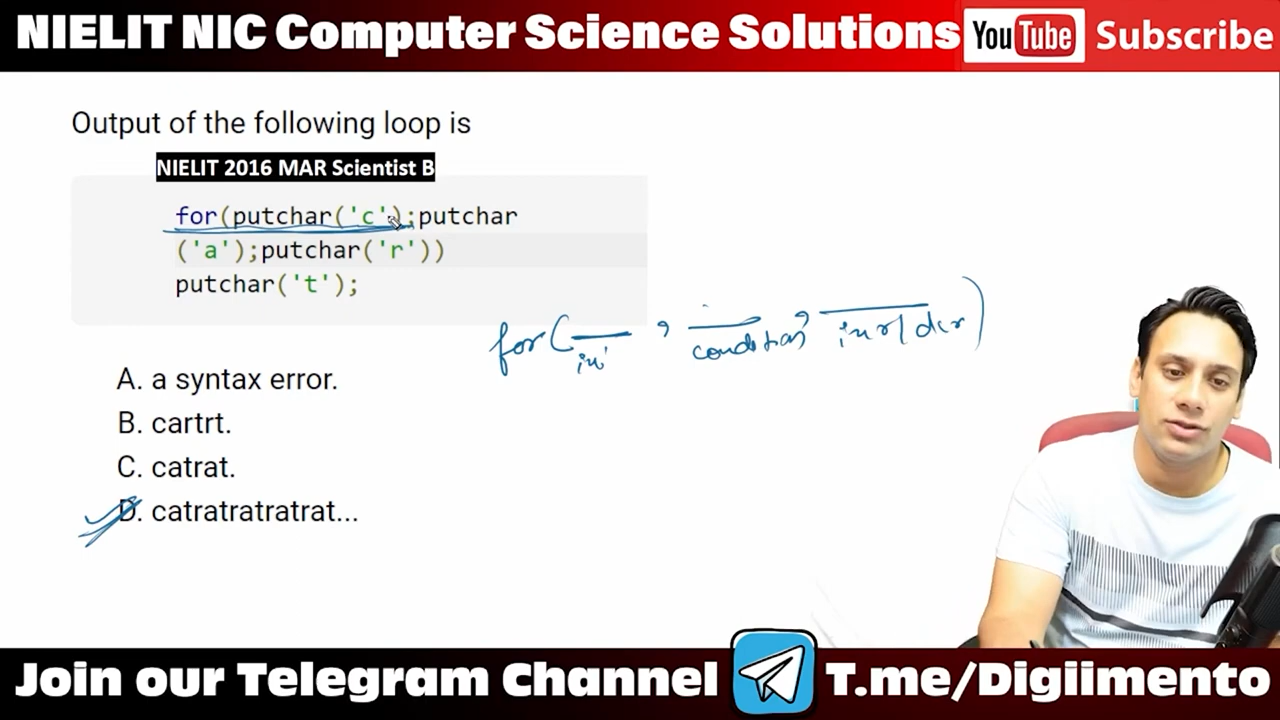 NIELIT NIC Computer Science Solutions YouTube Subscribe
Output of the following loop is
NIELIT 2016 MAR Scientist B
for(putchar('c');putchar
('a');putchar('r'))
putchar('t');
for ( , , )
ini condition incr/dcr
A. a syntax error.
B. cartrt.
C. catrat.
D. catratratratrat...
Join our Telegram Channel T.me/Digiimento